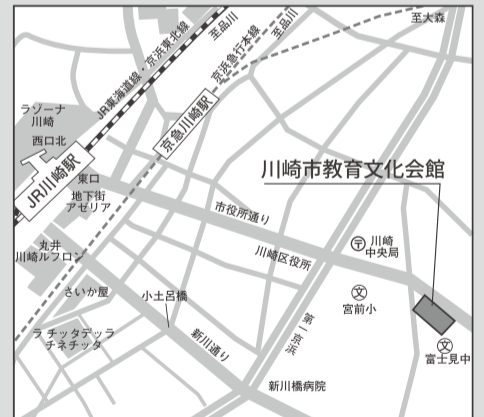 至品川
至品川
至大森
JR東海道線・京浜東北線
京浜急行本線
ラゾーナ
川崎
西口北
京急川崎駅
JR川崎駅
東口
地下街
アゼリア
川崎市教育文化会館
市役所通り
川崎
中央局
丸井
川崎ルフロン
川崎区役所
さいか屋
小土呂橋
文
宮前小
第一京浜
ラ チッタデッラ
チネチッタ
新川通り
文
富士見中
新川橋病院